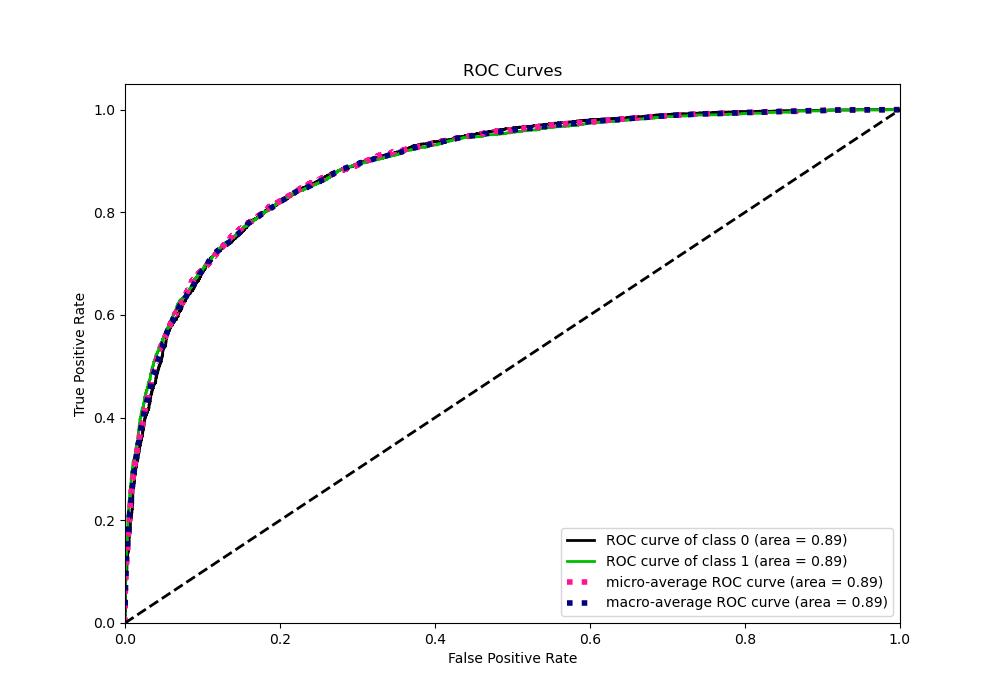 ROC Curves
1.0
0.8
0.6
0.4
0.2
0.0
True Positive Rate
ROC curve of class 0 (area = 0.89)
ROC curve of class 1 (area = 0.89)
micro-average ROC curve (area = 0.89)
macro-average ROC curve (area = 0.89)
0.0 0.2 0.4 0.6 0.8 1.0
False Positive Rate